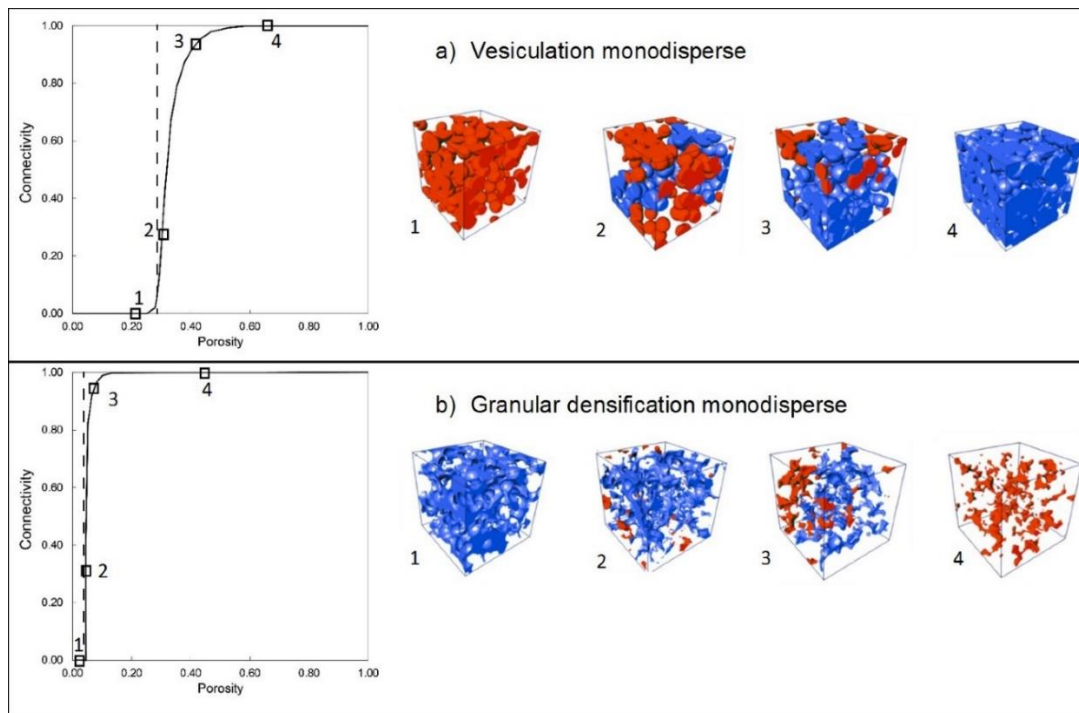 1.00
0.80
0.60
0.40
0.20
0.00
Connectivity
0.00 0.20 0.40 0.60 0.80 1.00
Porosity
1
2
3
4
a) Vesiculation monodisperse
1 2 3 4
1.00
0.80
0.60
0.40
0.20
0.00
Connectivity
0.00 0.20 0.40 0.60 0.80 1.00
Porosity
1
2
3
4
b) Granular densification monodisperse
1 2 3 4